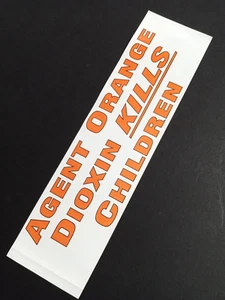 AGENT ORANGE
DIOXIN KILLS
CHILDREN